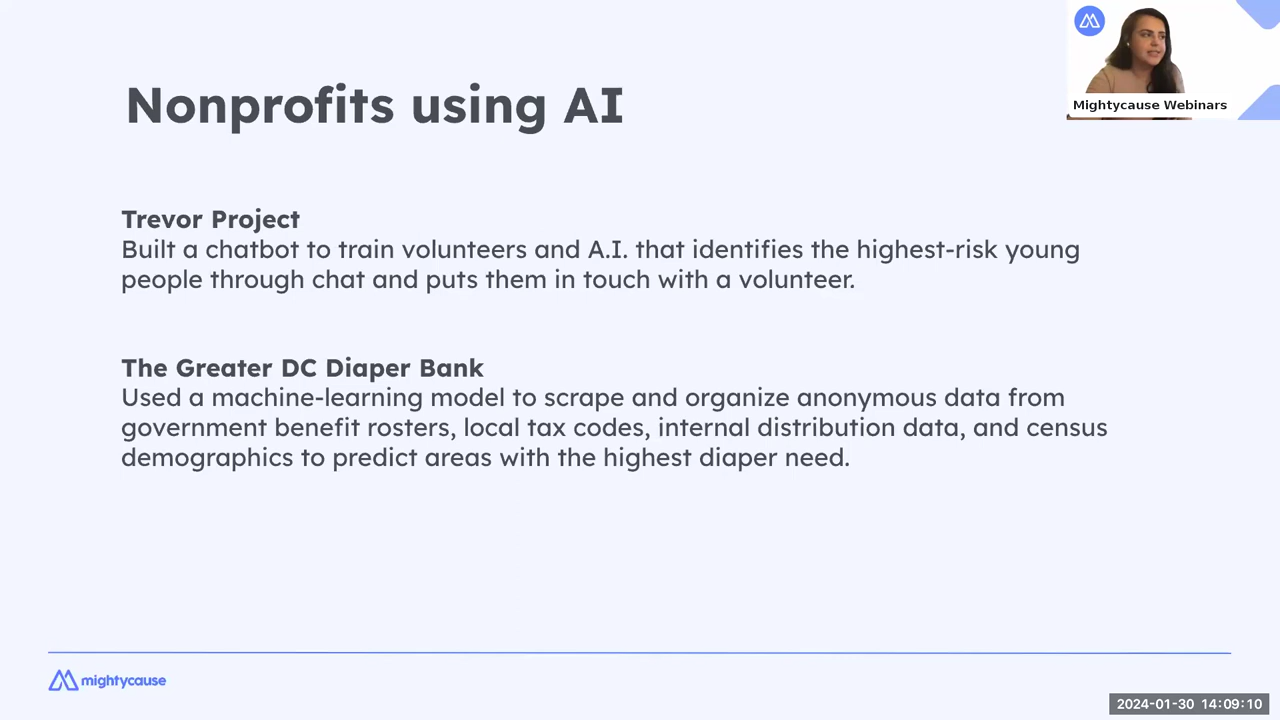 Nonprofits using AI
Mightycause Webinars
Trevor Project
Built a chatbot to train volunteers and A.I. that identifies the highest-risk young
people through chat and puts them in touch with a volunteer.
The Greater DC Diaper Bank
Used a machine-learning model to scrape and organize anonymous data from
government benefit rosters, local tax codes, internal distribution data, and census
demographics to predict areas with the highest diaper need.
mightycause
2024-01-30 14:09:10